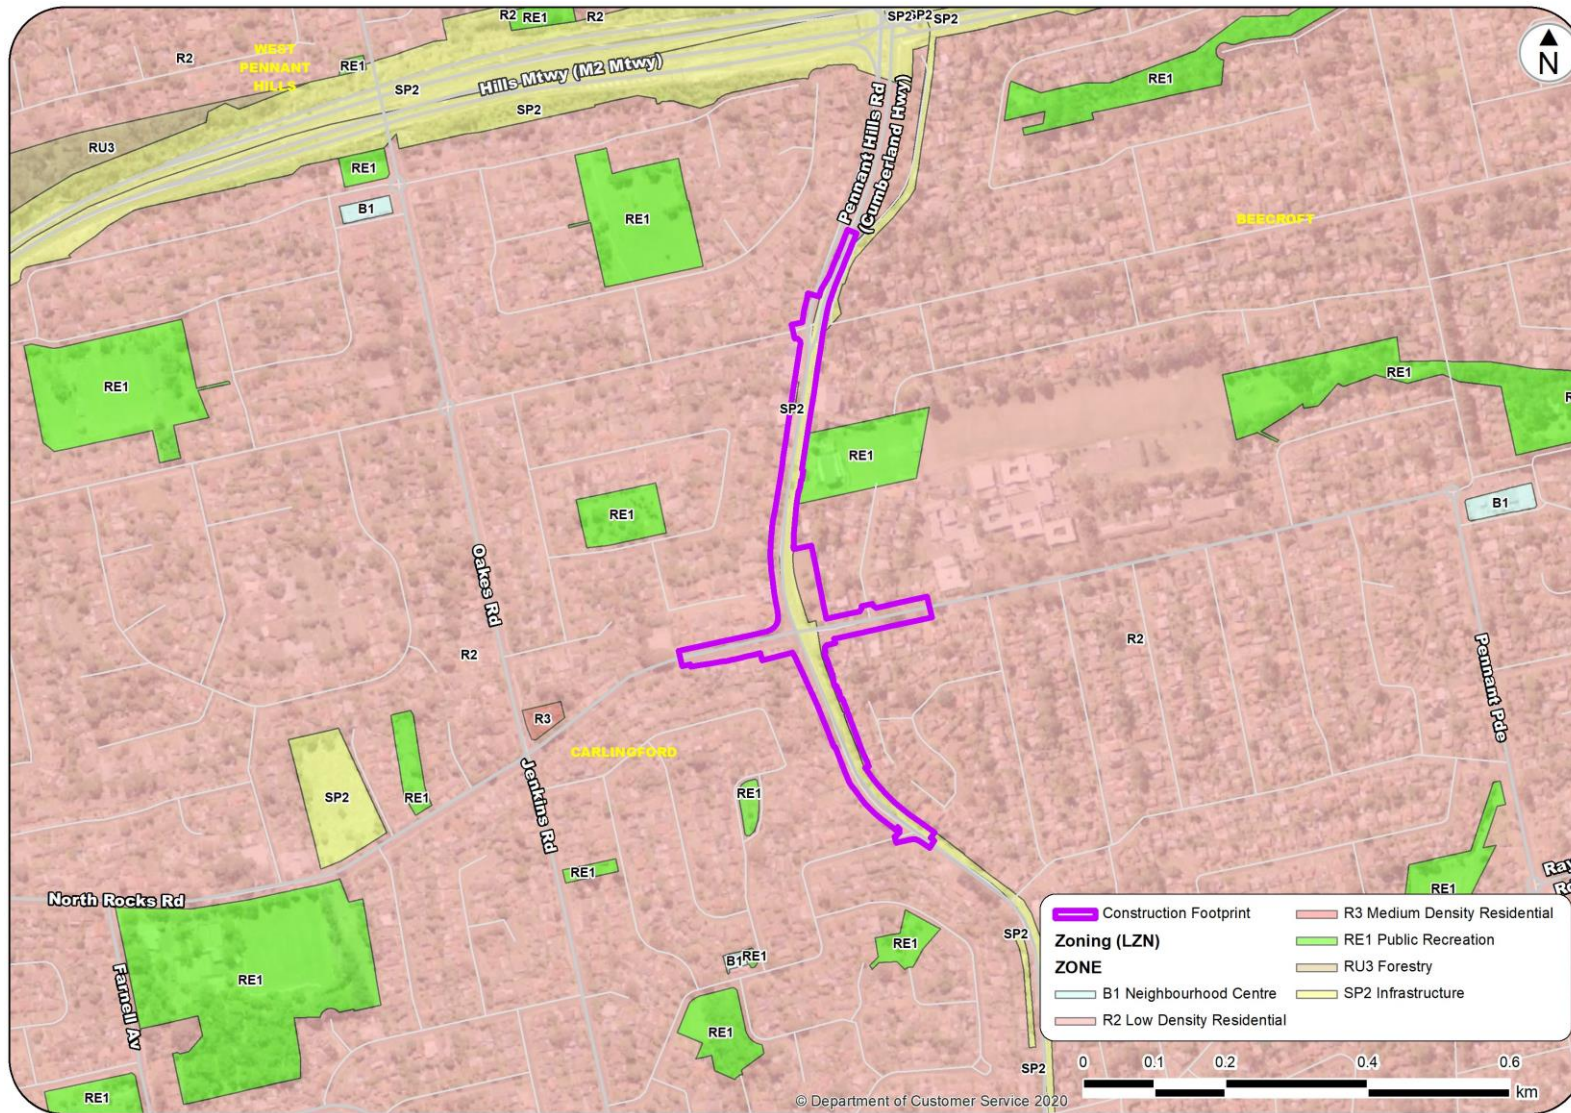 R2
RE1
R2
SP2
SP2
SP2
WEST
PENNANT
HILLS
R2
RE1
SP2
Hills Mtwy (M2 Mtwy)
SP2
RE1
N
RU3
RE1
B1
RE1
Pennant Hills Rd
(Cumberland Hwy)
BEECROFT
RE1
SP2
RE1
RE1
RE1
B1
Oakes Rd
R2
R2
Pennant Pde
R3
CARLINGFORD
SP2
RE1
RE1
Jenkins Rd
RE1
North Rocks Rd
RE1
Farnell Av
RE1
B1
RE1
RE1
SP2
RE1
RE1
SP2
RE1
Construction Footprint
Zoning (LZN)
ZONE
B1 Neighbourhood Centre
R2 Low Density Residential
R3 Medium Density Residential
RE1 Public Recreation
RU3 Forestry
SP2 Infrastructure
0 0.1 0.2 0.4 0.6
km
© Department of Customer Service 2020